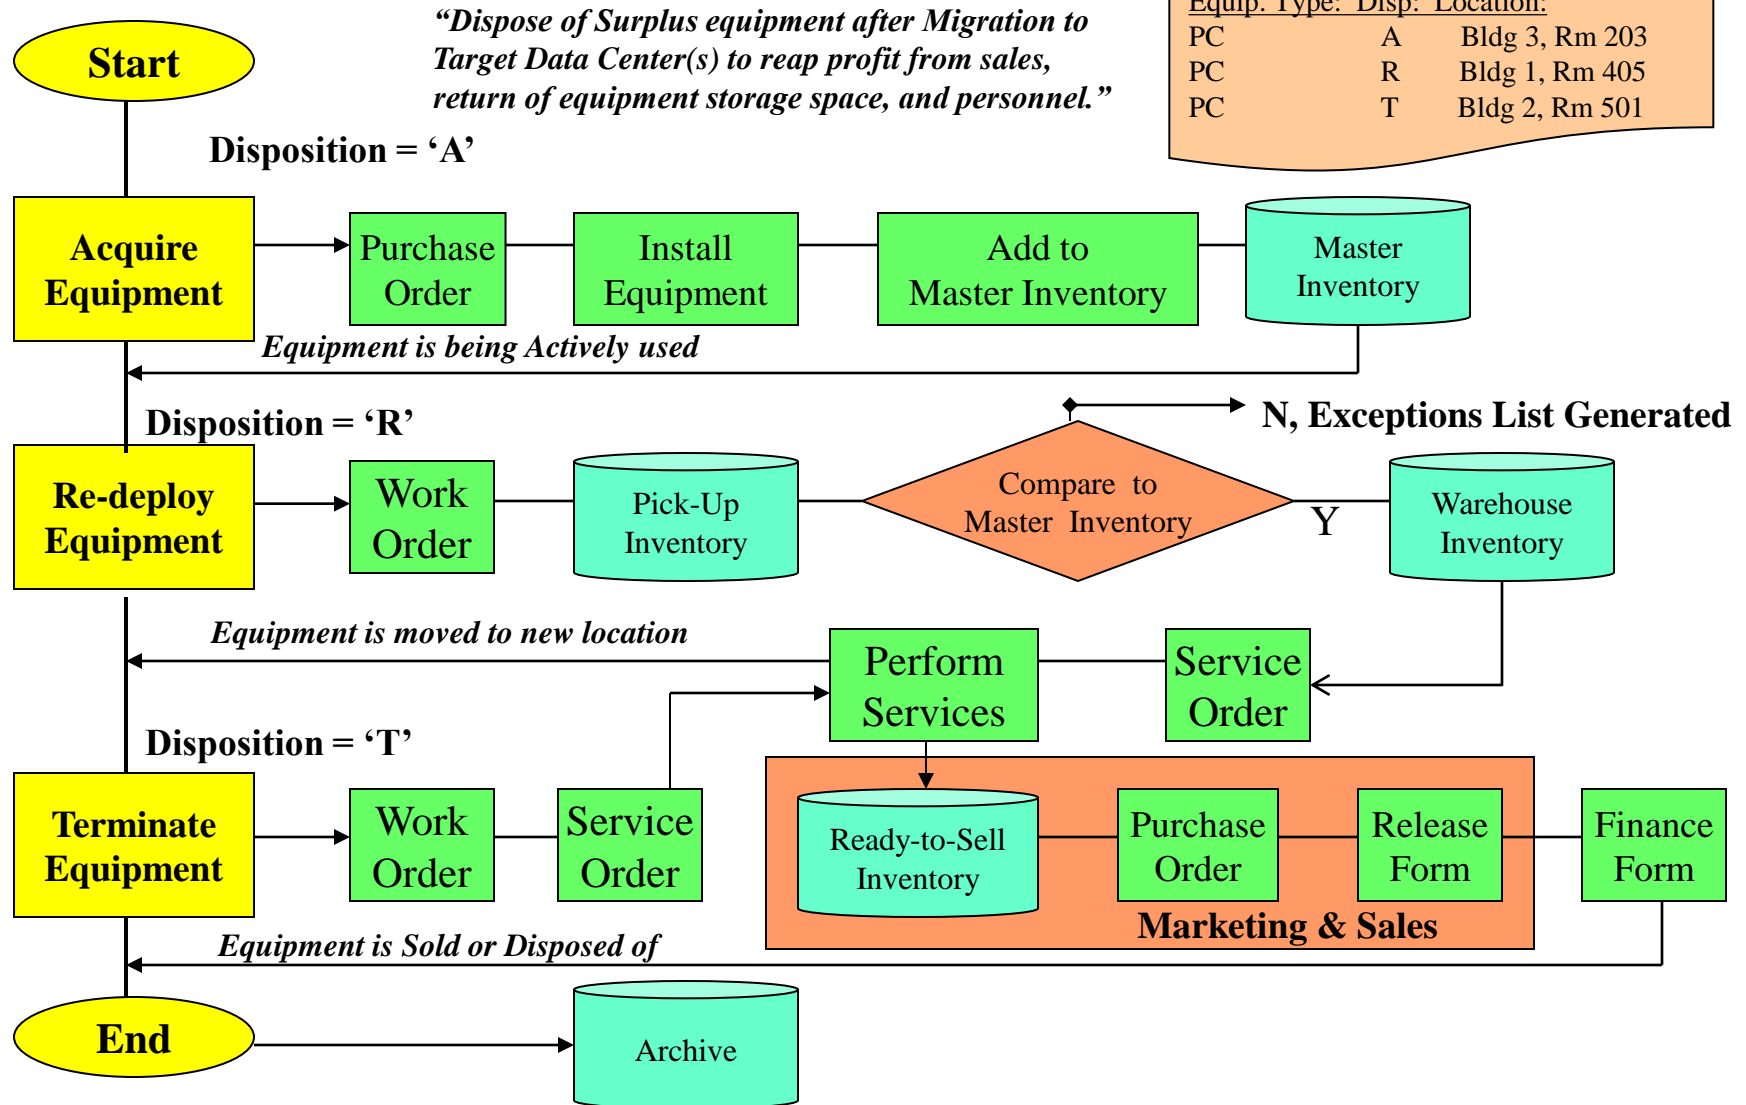 “Dispose of Surplus equipment after Migration to
Target Data Center(s) to reap profit from sales,
return of equipment storage space, and personnel.”
Equip. Type: Disp: Location:
PC A Bldg 3, Rm 203
PC R Bldg 1, Rm 405
PC T Bldg 2, Rm 501
Start
Disposition = ‘A’
Acquire
Equipment
Purchase
Order
Install
Equipment
Add to
Master Inventory
Master
Inventory
Equipment is being Actively used
Disposition = ‘R’
N, Exceptions List Generated
Re-deploy
Equipment
Work
Order
Pick-Up
Inventory
Compare to
Master Inventory
Y
Warehouse
Inventory
Equipment is moved to new location
Perform
Services
Service
Order
Disposition = ‘T’
Terminate
Equipment
Work
Order
Service
Order
Ready-to-Sell
Inventory
Purchase
Order
Release
Form
Finance
Form
Marketing & Sales
Equipment is Sold or Disposed of
End
Archive